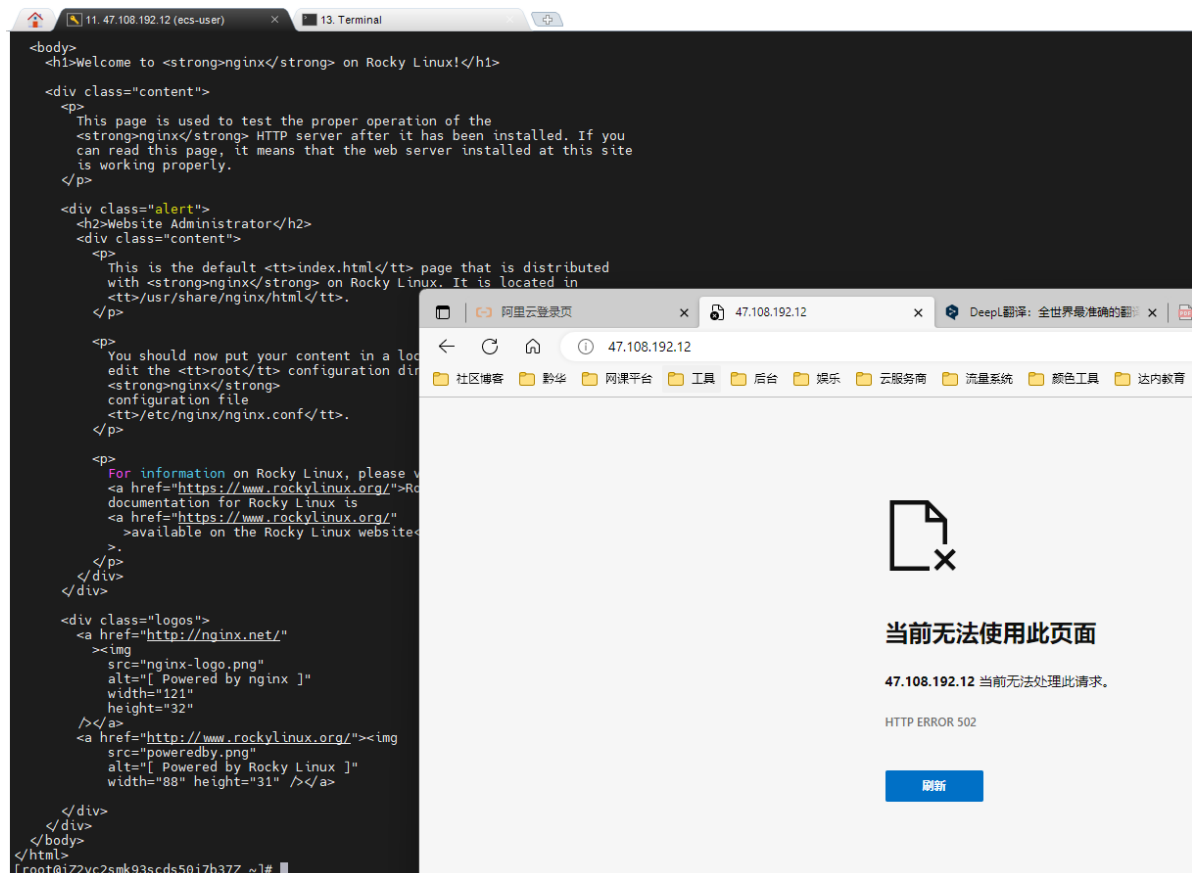 11. 47.108.192.12 (ecs-user)
13. Terminal
<body>
<h1>Welcome to <strong>nginx</strong> on Rocky Linux!</h1>
<div class="content">
<p>
This page is used to test the proper operation of the
<strong>nginx</strong> HTTP server after it has been installed. If you
can read this page, it means that the web server installed at this site
is working properly.
</p>
<div class="alert">
<h2>Website Administrator</h2>
<div class="content">
<p>
This is the default <tt>index.html</tt> page that is distributed
with <strong>nginx</strong> on Rocky Linux. It is located in
<tt>/usr/share/nginx/html</tt>.
</p>
<p>
You should now put your content in a loc
edit the <tt>root</tt> configuration dir
<strong>nginx</strong>
configuration file
<tt>/etc/nginx/nginx.conf</tt>.
</p>
<p>
For information on Rocky Linux, please v
<a href="https://www.rockylinux.org/">Ro
documentation for Rocky Linux is
<a href="https://www.rockylinux.org/"
>available on the Rocky Linux website<
>.
</p>
</div>
</div>
<div class="logos">
<a href="http://nginx.net/"
><img
src="nginx-logo.png"
alt="[ Powered by nginx ]"
width="121"
height="32"
/></a>
<a href="http://www.rockylinux.org/"><img
src="poweredby.png"
alt="[ Powered by Rocky Linux ]"
width="88" height="31" /></a>
</div>
</div>
</body>
</html>
[root@iZ2vc2smk93scds50j7b37Z ~]#
阿里云登录页
47.108.192.12
DeepL翻译：全世界最准确的翻
47.108.192.12
社区博客 黔华 网课平台 工具 后台 娱乐 云服务商 流量系统 颜色工具 达内教育
当前无法使用此页面
47.108.192.12 当前无法处理此请求。
HTTP ERROR 502
刷新